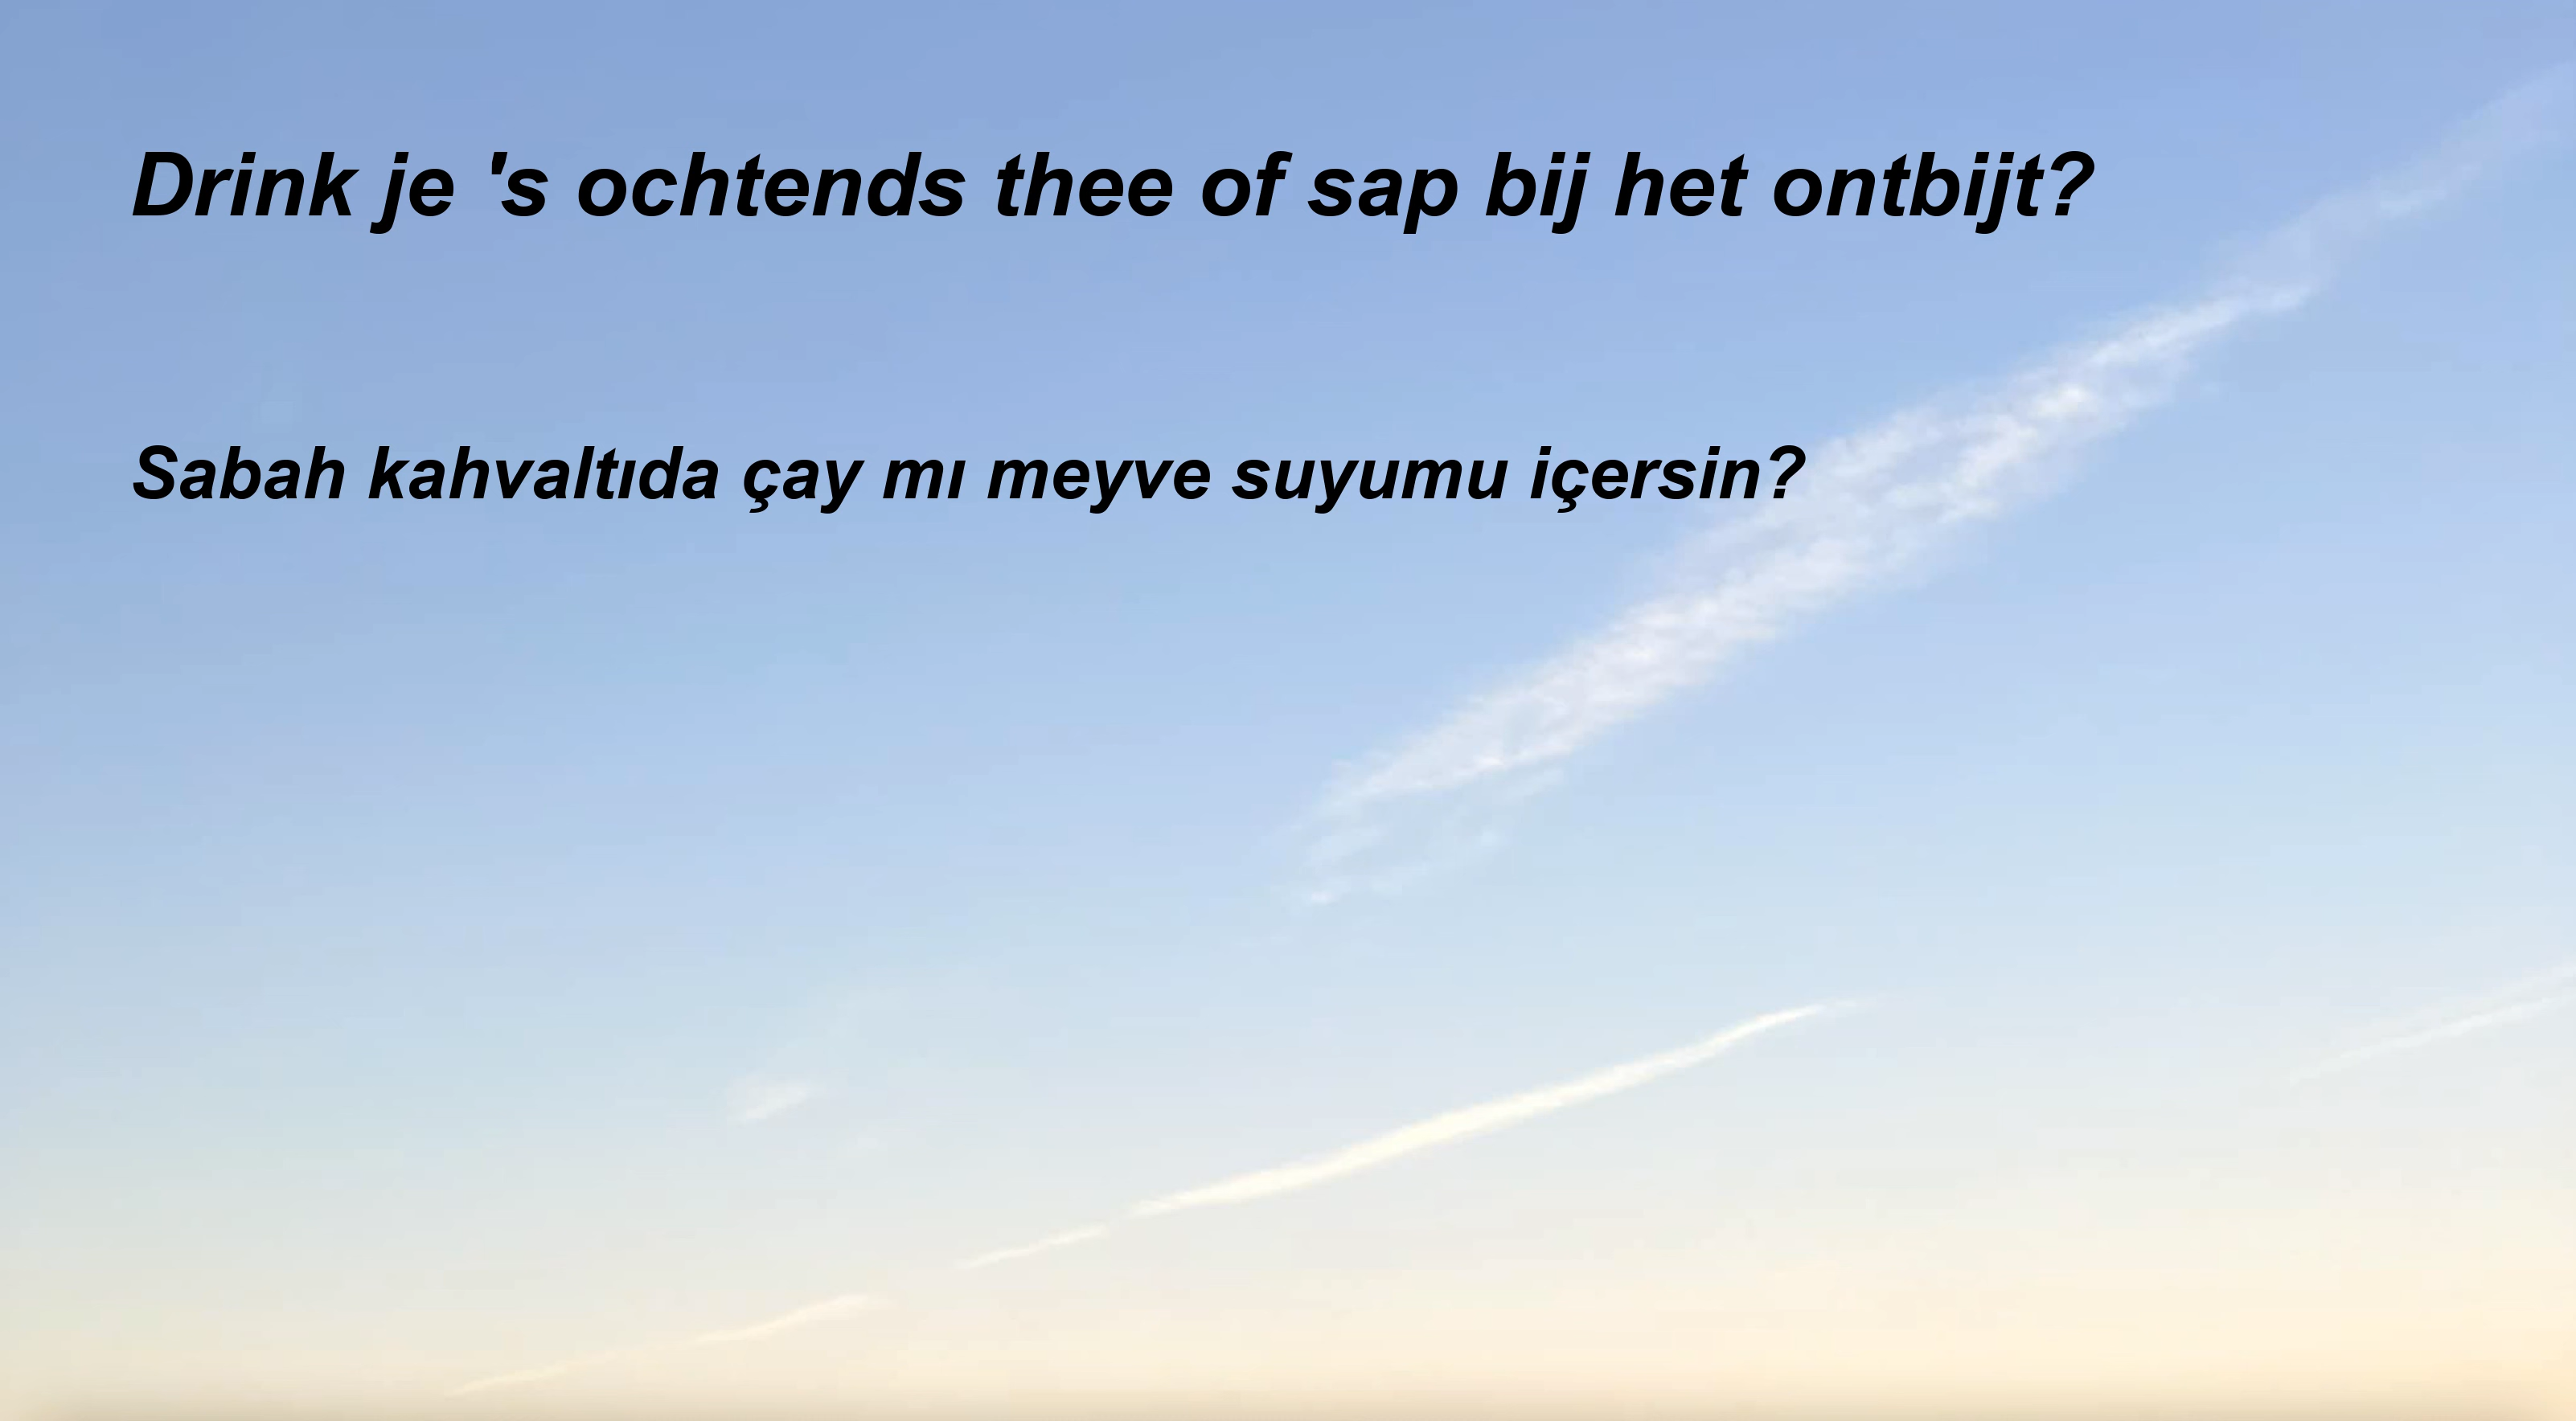 Drink je 's ochtends thee of sap bij het ontbijt?
Sabah kahvaltıda çay mı meyve suyumu içersin?